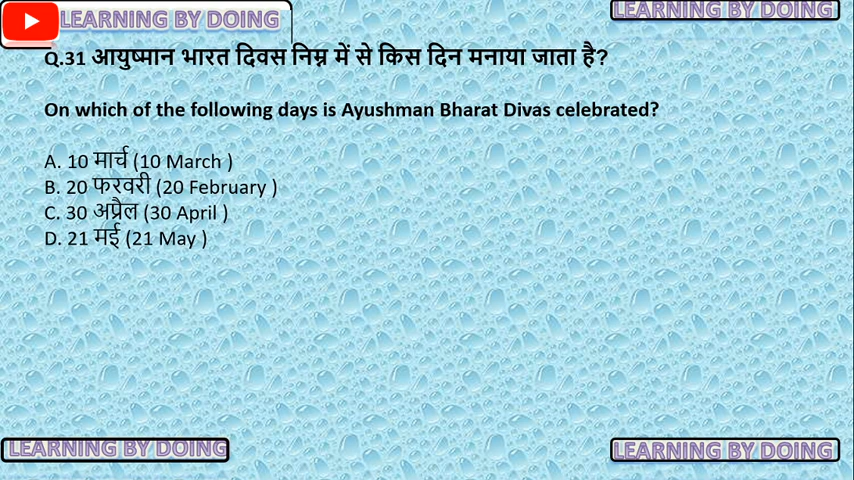 LEARNING BY DOING
LEARNING BY DOING
Q.31 आयुष्मान भारत दिवस निम्न में से किस दिन मनाया जाता है?
On which of the following days is Ayushman Bharat Divas celebrated?
A. 10 मार्च (10 March )
B. 20 फरवरी (20 February )
C. 30 अप्रैल (30 April )
D. 21 मई (21 May )
LEARNING BY DOING
LEARNING BY DOING